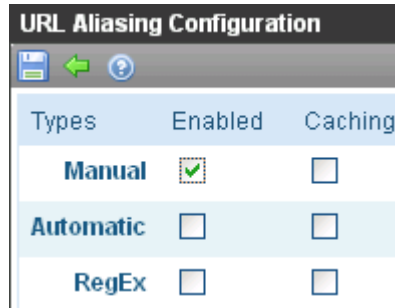 URL Aliasing Configuration
Types Enabled Caching
Manual
Automatic
RegEx